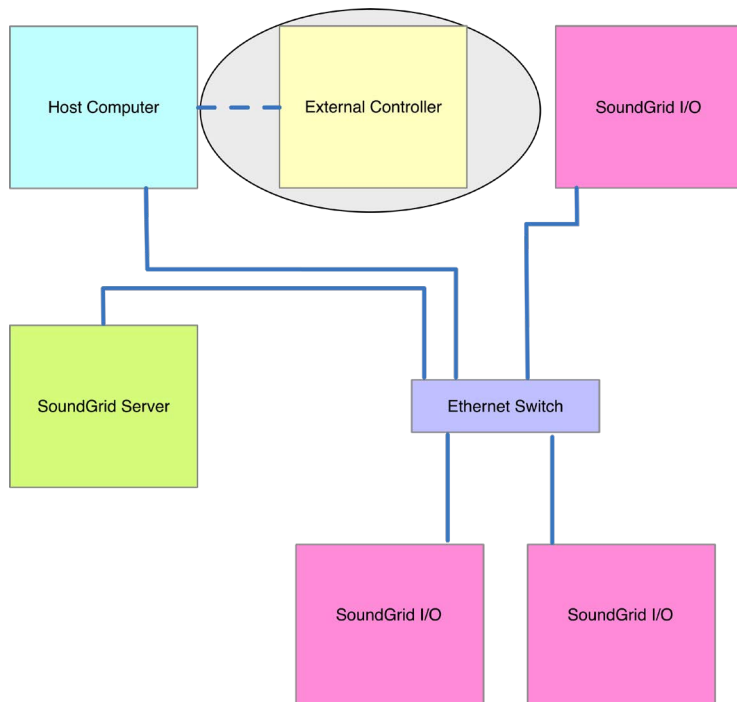 Host Computer
External Controller
SoundGrid I/O
SoundGrid Server
Ethernet Switch
SoundGrid I/O
SoundGrid I/O